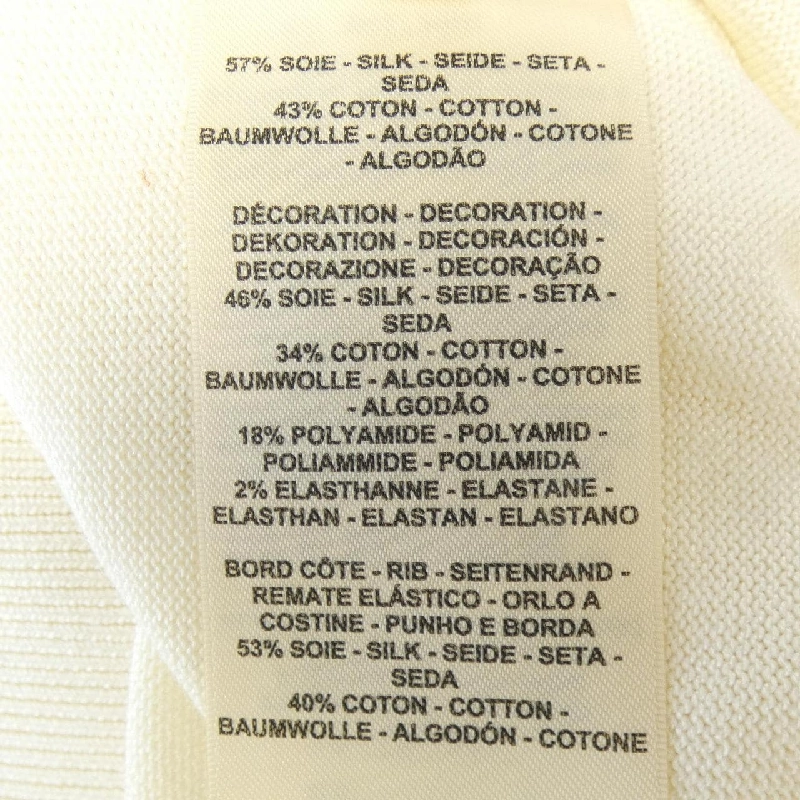 57% SOIE - SILK - SEIDE - SETA -
SEDA
43% COTON - COTTON -
BAUMWOLLE - ALGODÓN - COTONE
- ALGODÃO
DÉCORATION - DECORATION -
DEKORATION - DECORACIÓN -
DECORAZIONE - DECORAÇÃO
46% SOIE - SILK - SEIDE - SETA -
SEDA
34% COTON - COTTON -
BAUMWOLLE - ALGODÓN - COTONE
- ALGODÃO
18% POLYAMIDE - POLYAMID -
POLIAMMIDE - POLIAMIDA
2% ELASTHANNE - ELASTANE -
ELASTHAN - ELASTAN - ELASTANO
BORD CÔTE - RIB - SEITENRAND -
REMATE ELÁSTICO - ORLO A
COSTINE - PUNHO E BORDA
53% SOIE - SILK - SEIDE - SETA -
SEDA
40% COTON - COTTON -
BAUMWOLLE - ALGODÓN - COTONE